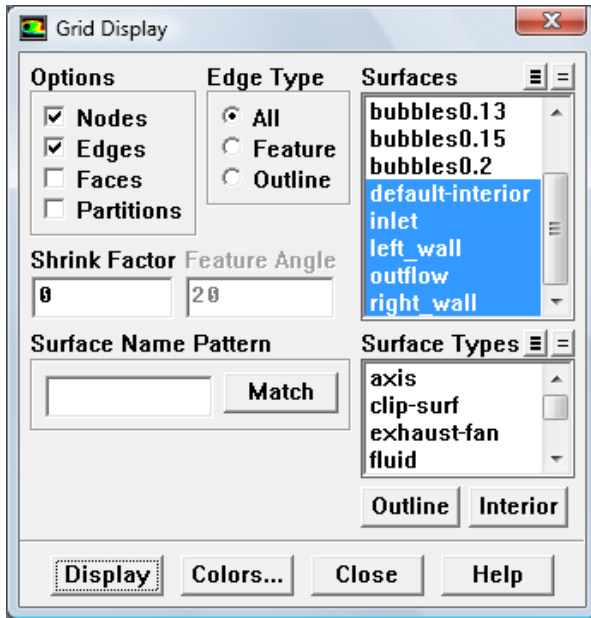 Grid Display
Options
Nodes
Edges
Faces
Partitions
Edge Type
All
Feature
Outline
Surfaces
bubbles0.13
bubbles0.15
bubbles0.2
default-interior
inlet
left_wall
outflow
right_wall
Shrink Factor
0
Feature Angle
20
Surface Name Pattern
Match
Surface Types
axis
clip-surf
exhaust-fan
fluid
Outline
Interior
Display
Colors...
Close
Help